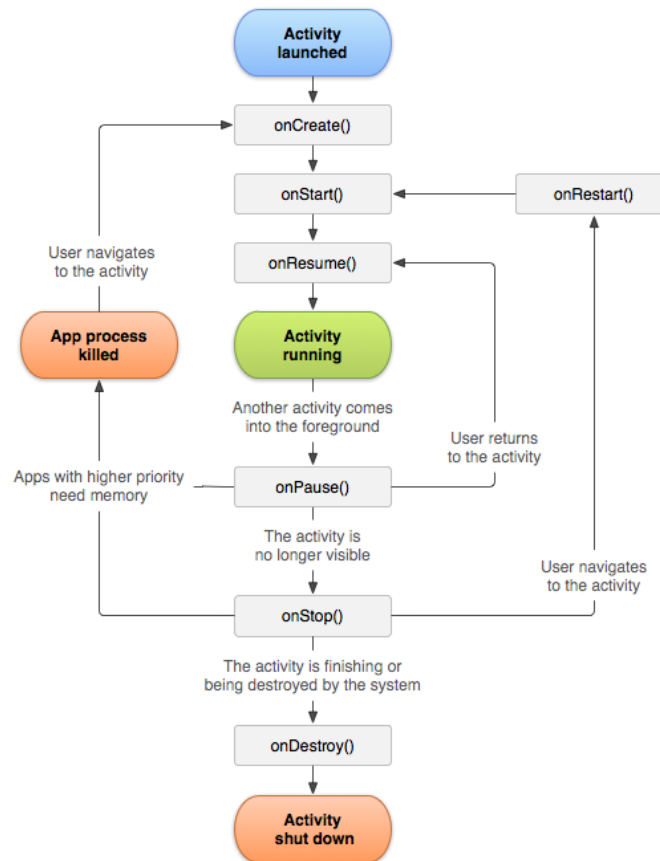 Activity
launched
onCreate()
onStart()
onRestart()
User navigates
to the activity
onResume()
App process
killed
Activity
running
Another activity comes
into the foreground
User returns
to the activity
Apps with higher priority
need memory
onPause()
The activity is
no longer visible
User navigates
to the activity
onStop()
The activity is finishing or
being destroyed by the system
onDestroy()
Activity
shut down